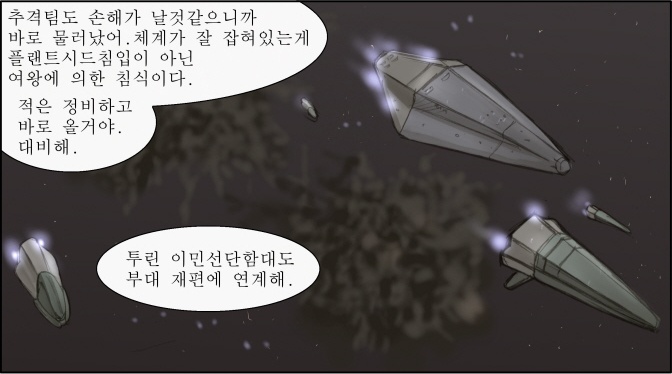 추격팀도 손해가 날것같으니까
바로 물러났어.체계가 잘 잡혀있는게
플랜트시드침입이 아닌
여왕에 의한 침식이다.
적은 정비하고
바로 올거야.
대비해.
투린 이민선단함대도
부대 재편에 연계해.